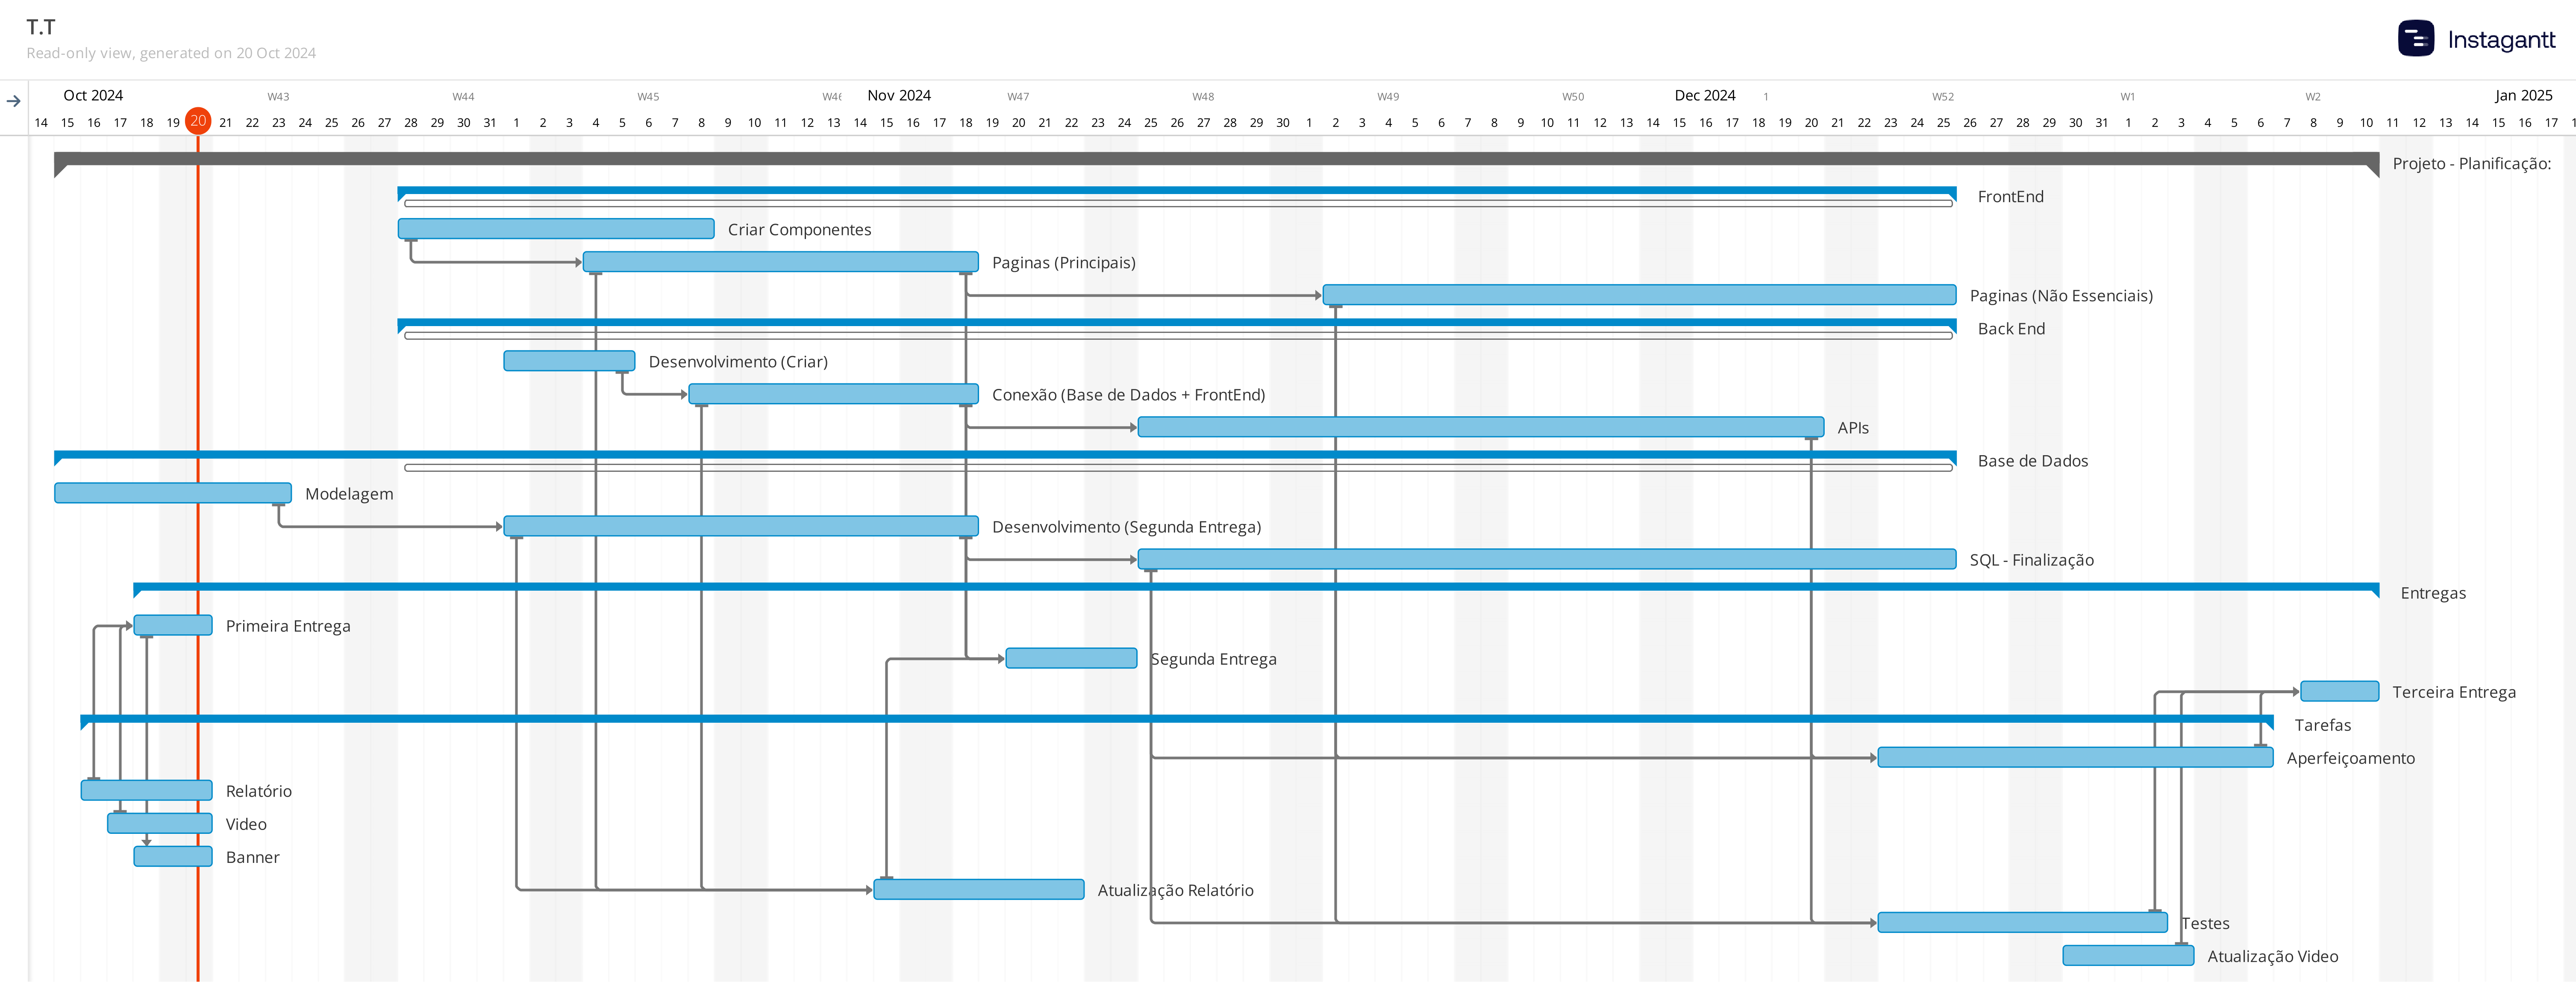 T.T
Read-only view, generated on 20 Oct 2024
Instagantt
Oct 2024 W43 W44 W45 W46 Nov 2024 W47 W48 W49 W50 Dec 2024 1 W52 W1 W2 Jan 2025
14 15 16 17 18 19 20 21 22 23 24 25 26 27 28 29 30 31 1 2 3 4 5 6 7 8 9 10 11 12 13 14 15 16 17 18 19 20 21 22 23 24 25 26 27 28 29 30 1 2 3 4 5 6 7 8 9 10 11 12 13 14 15 16 17 18 19 20 21 22 23 24 25 26 27 28 29 30 31 1 2 3 4 5 6 7 8 9 10 11 12 13 14 15 16 17 1
Projeto - Planificação:
FrontEnd
Criar Componentes
Paginas (Principais)
Paginas (Não Essenciais)
Back End
Desenvolvimento (Criar)
Conexão (Base de Dados + FrontEnd)
APIs
Base de Dados
Modelagem
Desenvolvimento (Segunda Entrega)
SQL - Finalização
Entregas
Primeira Entrega
Segunda Entrega
Terceira Entrega
Tarefas
Aperfeiçoamento
Relatório
Video
Banner
Atualização Relatório
Testes
Atualização Video